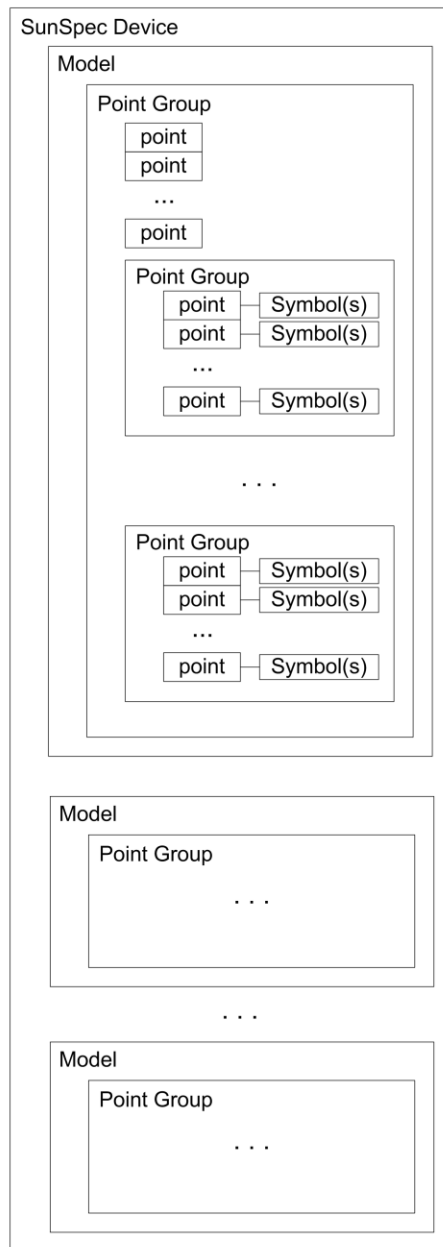 SunSpec Device
Model
Point Group
point
point
...
point
Point Group
point Symbol(s)
point Symbol(s)
...
point Symbol(s)
. . .
Point Group
point Symbol(s)
point Symbol(s)
...
point Symbol(s)
Model
Point Group
. . .
. . .
Model
Point Group
. . .